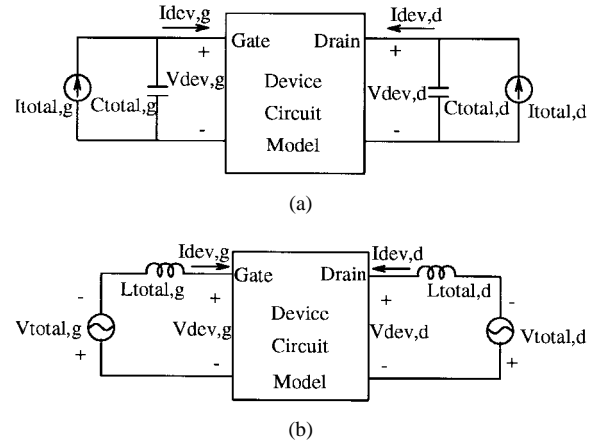 Idev,g Idev,d
+ Gate Drain +
Vdev,g Device Vdev,d
Itotal,g Ctotal,g Circuit Ctotal,d Itotal,d
- Model -
(a)
Idev,g Idev,d
Gate Drain
- Ltotal,g + + Ltotal,d -
Device
Vtotal,g Vdev,g Circuit Vdev,d Vtotal,d
+ - Model - +
(b)